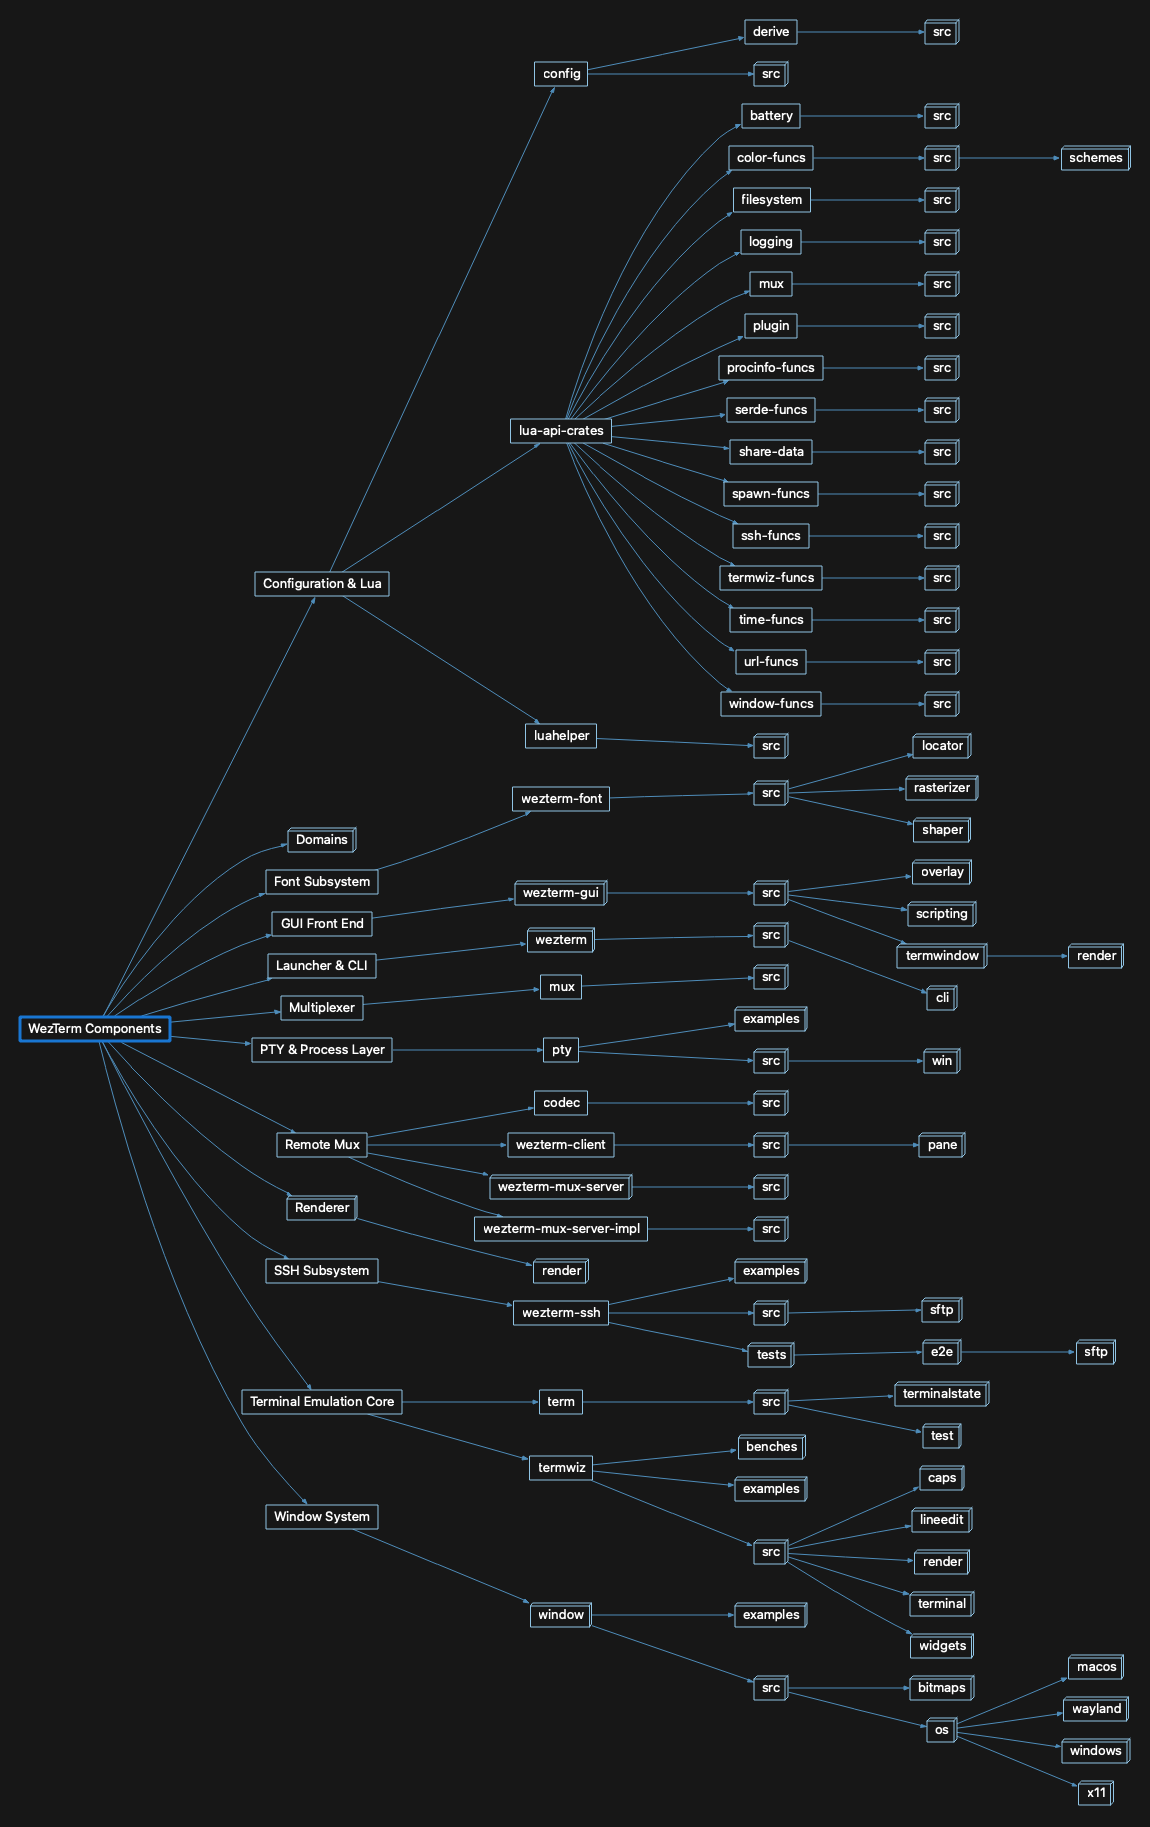 derive
src
config
src
battery
src
color-funcs
src
schemes
filesystem
src
logging
src
mux
src
plugin
src
procinfo-funcs
src
serde-funcs
src
lua-api-crates
share-data
src
spawn-funcs
src
ssh-funcs
src
termwiz-funcs
src
Configuration & Lua
time-funcs
src
url-funcs
src
window-funcs
src
luahelper
src
locator
wezterm-font
src
rasterizer
shaper
Domains
Font Subsystem
overlay
wezterm-gui
src
scripting
GUI Front End
wezterm
src
termwindow
render
Launcher & CLI
mux
src
cli
Multiplexer
examples
WezTerm Components
PTY & Process Layer
pty
src
win
codec
src
Remote Mux
wezterm-client
src
pane
wezterm-mux-server
src
Renderer
wezterm-mux-server-impl
src
SSH Subsystem
render
examples
wezterm-ssh
src
sftp
tests
e2e
sftp
Terminal Emulation Core
term
src
terminalstate
test
termwiz
benches
examples
caps
Window System
lineedit
src
render
terminal
window
examples
widgets
macos
src
bitmaps
wayland
os
windows
x11